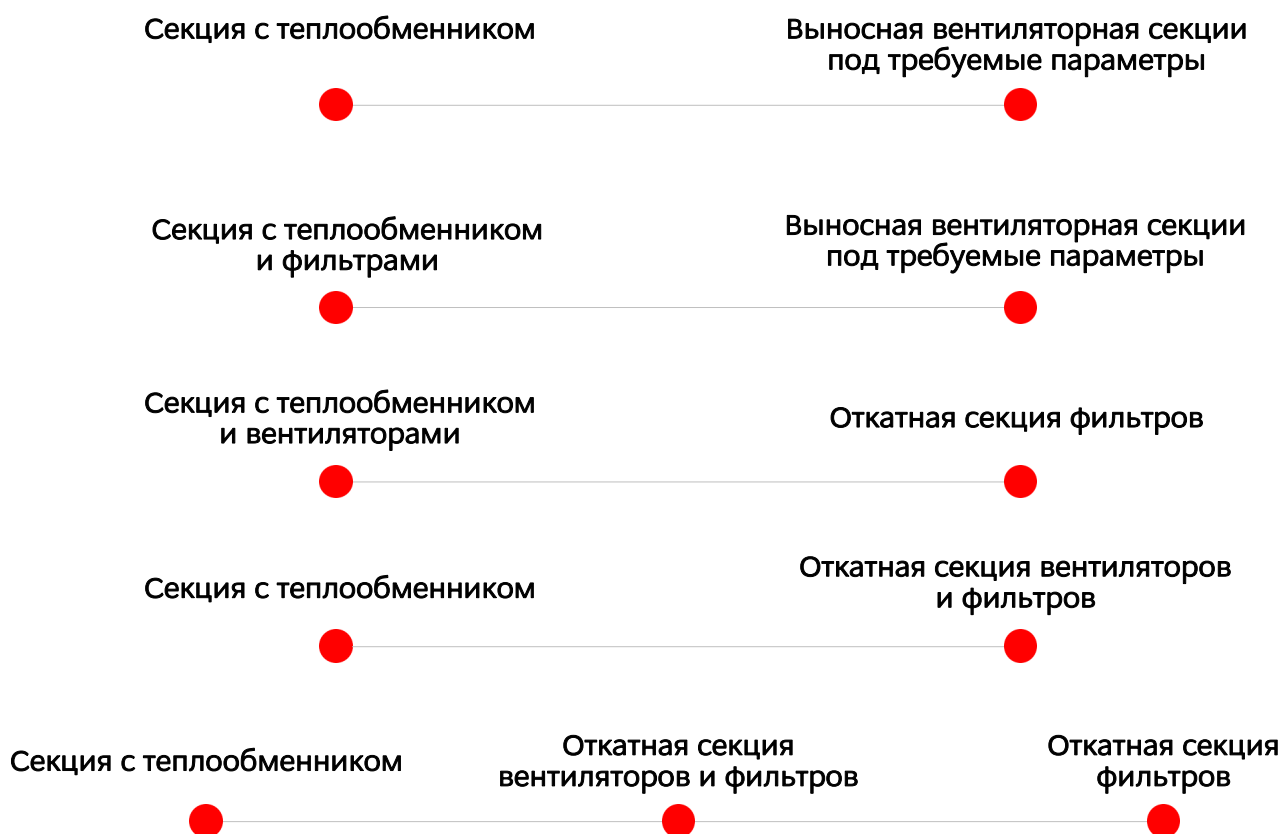 Секция с теплообменником
Выносная вентиляторная секции
под требуемые параметры
Секция с теплообменником
и фильтрами
Выносная вентиляторная секции
под требуемые параметры
Секция с теплообменником
и вентиляторами
Откатная секция фильтров
Секция с теплообменником
Откатная секция вентиляторов
и фильтров
Секция с теплообменником
Откатная секция
вентиляторов и фильтров
Откатная секция
фильтров